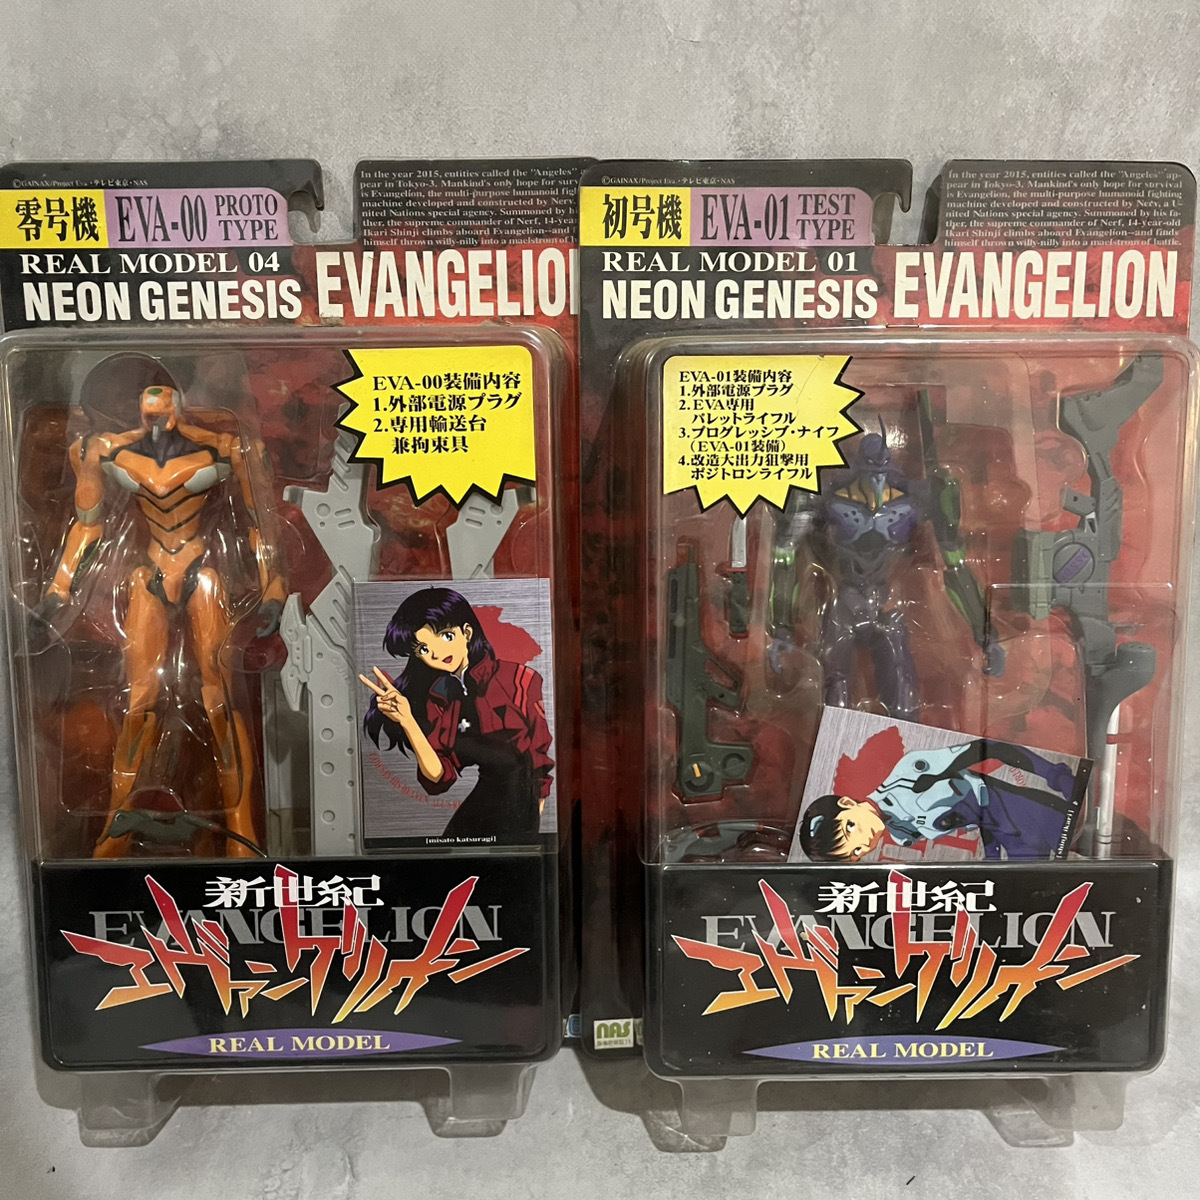 ©GAINAX/Project Eva.・テレビ東京・NAS
零号機
EVA-00
PROTO
TYPE
In the year 2015, entities called the "Angels" ap-
pear in Tokyo-3. Mankind's only hope for surviva
is Evangelion, the multi-purpose humanoid fighti
machine developed and constructed by Nerv, a U
nited Nations special agency. Summoned by his f
ther, the supreme commander of Nerf, 14-year-o
Ikari Shinji climbs aboard Evangelion--and finds
himself thrown willy-nilly into a maelstrom of b
REAL MODEL 04
NEON GENESIS
EVANGELIO
EVA-00装備内容
1.外部電源プラグ
2.専用輸送台
兼拘束具
[misato katsuragi]
新世紀
EVANGELION
エヴァンゲリオン
REAL MODEL
©GAINAX/Project Eva.・テレビ東京・NAS
初号機
EVA-01
TEST
TYPE
In the year 2015, entities called the "Angels" ap-
pear in Tokyo-3. Mankind's only hope for survival
is Evangelion, the multi-purpose humanoid fighting
machine developed and constructed by Nerv, a U-
nited Nations special agency. Summoned by his fa-
ther, the supreme commander of Nerf, 14-year-old
Ikari Shinji climbs aboard Evangelion--and finds
himself thrown willy-nilly into a maelstrom of battle.
REAL MODEL 01
NEON GENESIS
EVANGELION
EVA-01装備内容
1.外部電源プラグ
2.EVA専用
パレットライフル
3.プログレッシブ・ナイフ
(EVA-01装備)
4.改造大出力狙撃用
ポジトロンライフル
[shinji ikari]
新世紀
EVANGELION
エヴァンゲリオン
nas
REAL MODEL